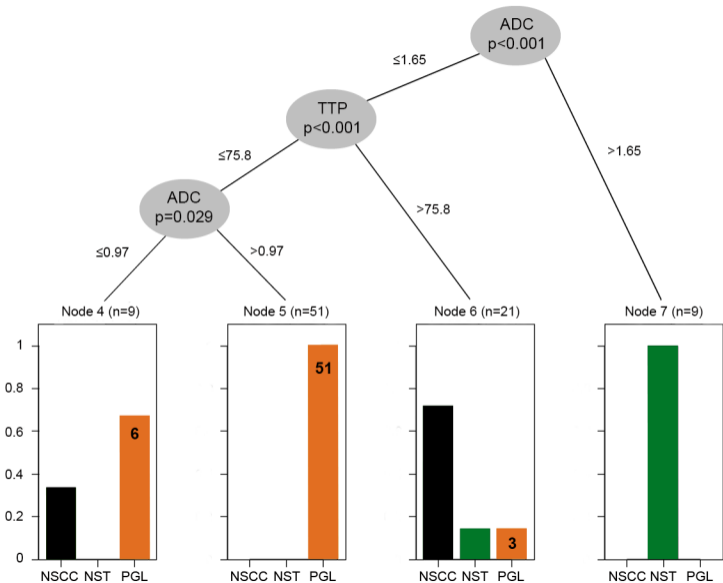 ADC
p<0.001
≤1.65
TTP
p<0.001
>1.65
≤75.8
ADC
p=0.029
>75.8
≤0.97
>0.97
Node 4 (n=9)
Node 5 (n=51)
Node 6 (n=21)
Node 7 (n=9)
1
0.8
0.6
0.4
0.2
0
6
51
3
NSCC NST PGL
NSCC NST PGL
NSCC NST PGL
NSCC NST PGL